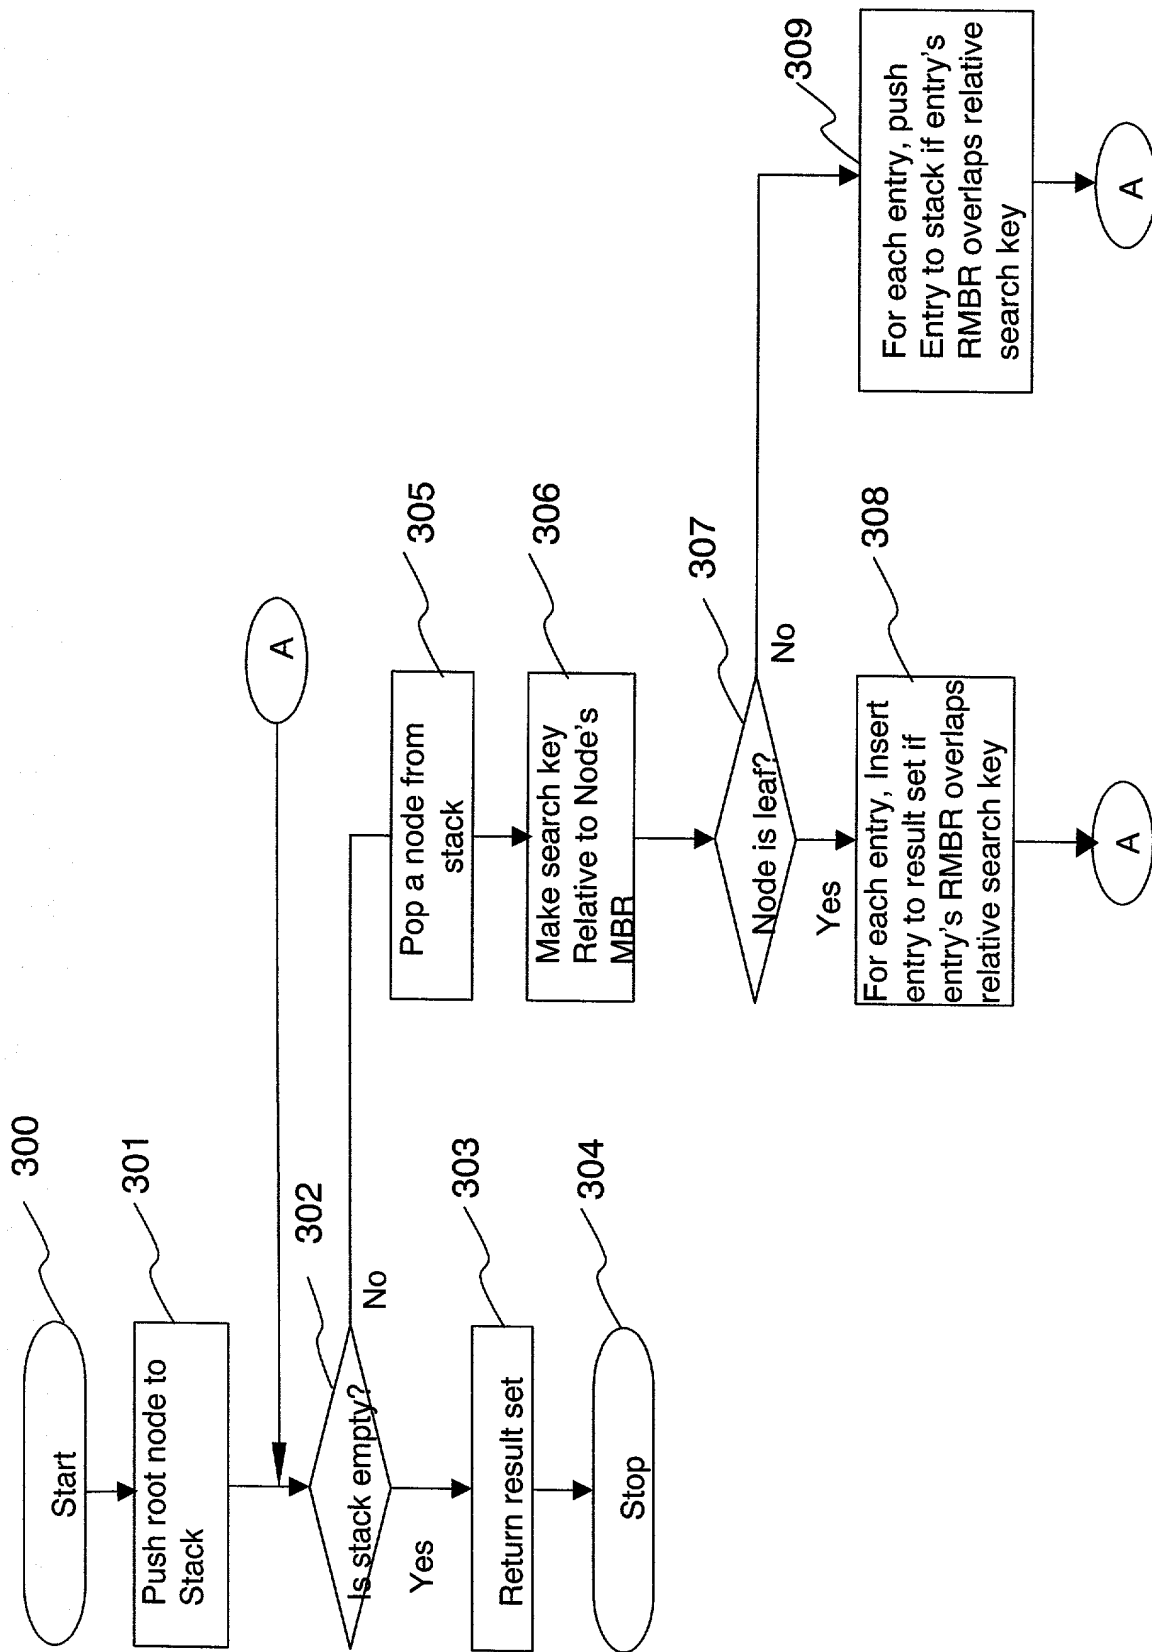 300
Start
301
Push root node to
Stack
A
302
Is stack empty?
No
Yes
303
Return result set
304
Stop
305
Pop a node from
stack
306
Make search key
Relative to Node's
MBR
307
Node is leaf?
No
Yes
308
For each entry, Insert
entry to result set if
entry's RMBR overlaps
relative search key
A
309
For each entry, push
Entry to stack if entry's
RMBR overlaps relative
search key
A